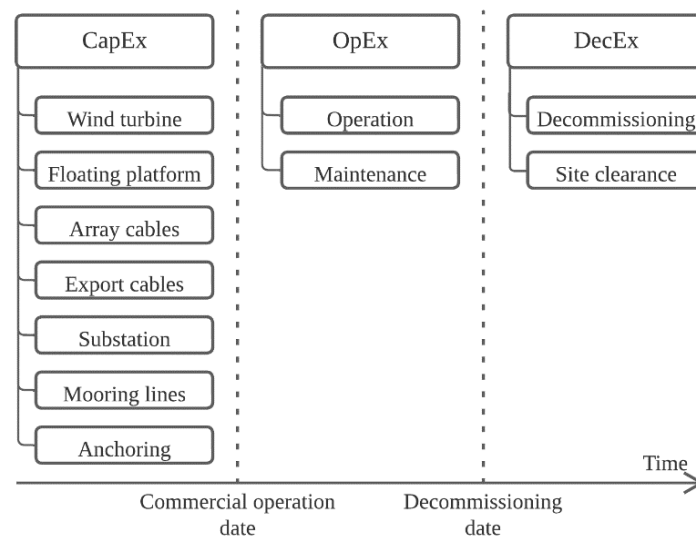 CapEx
Wind turbine
Floating platform
Array cables
Export cables
Substation
Mooring lines
Anchoring
OpEx
Operation
Maintenance
DecEx
Decommissioning
Site clearance
Time
Commercial operation
date
Decommissioning
date